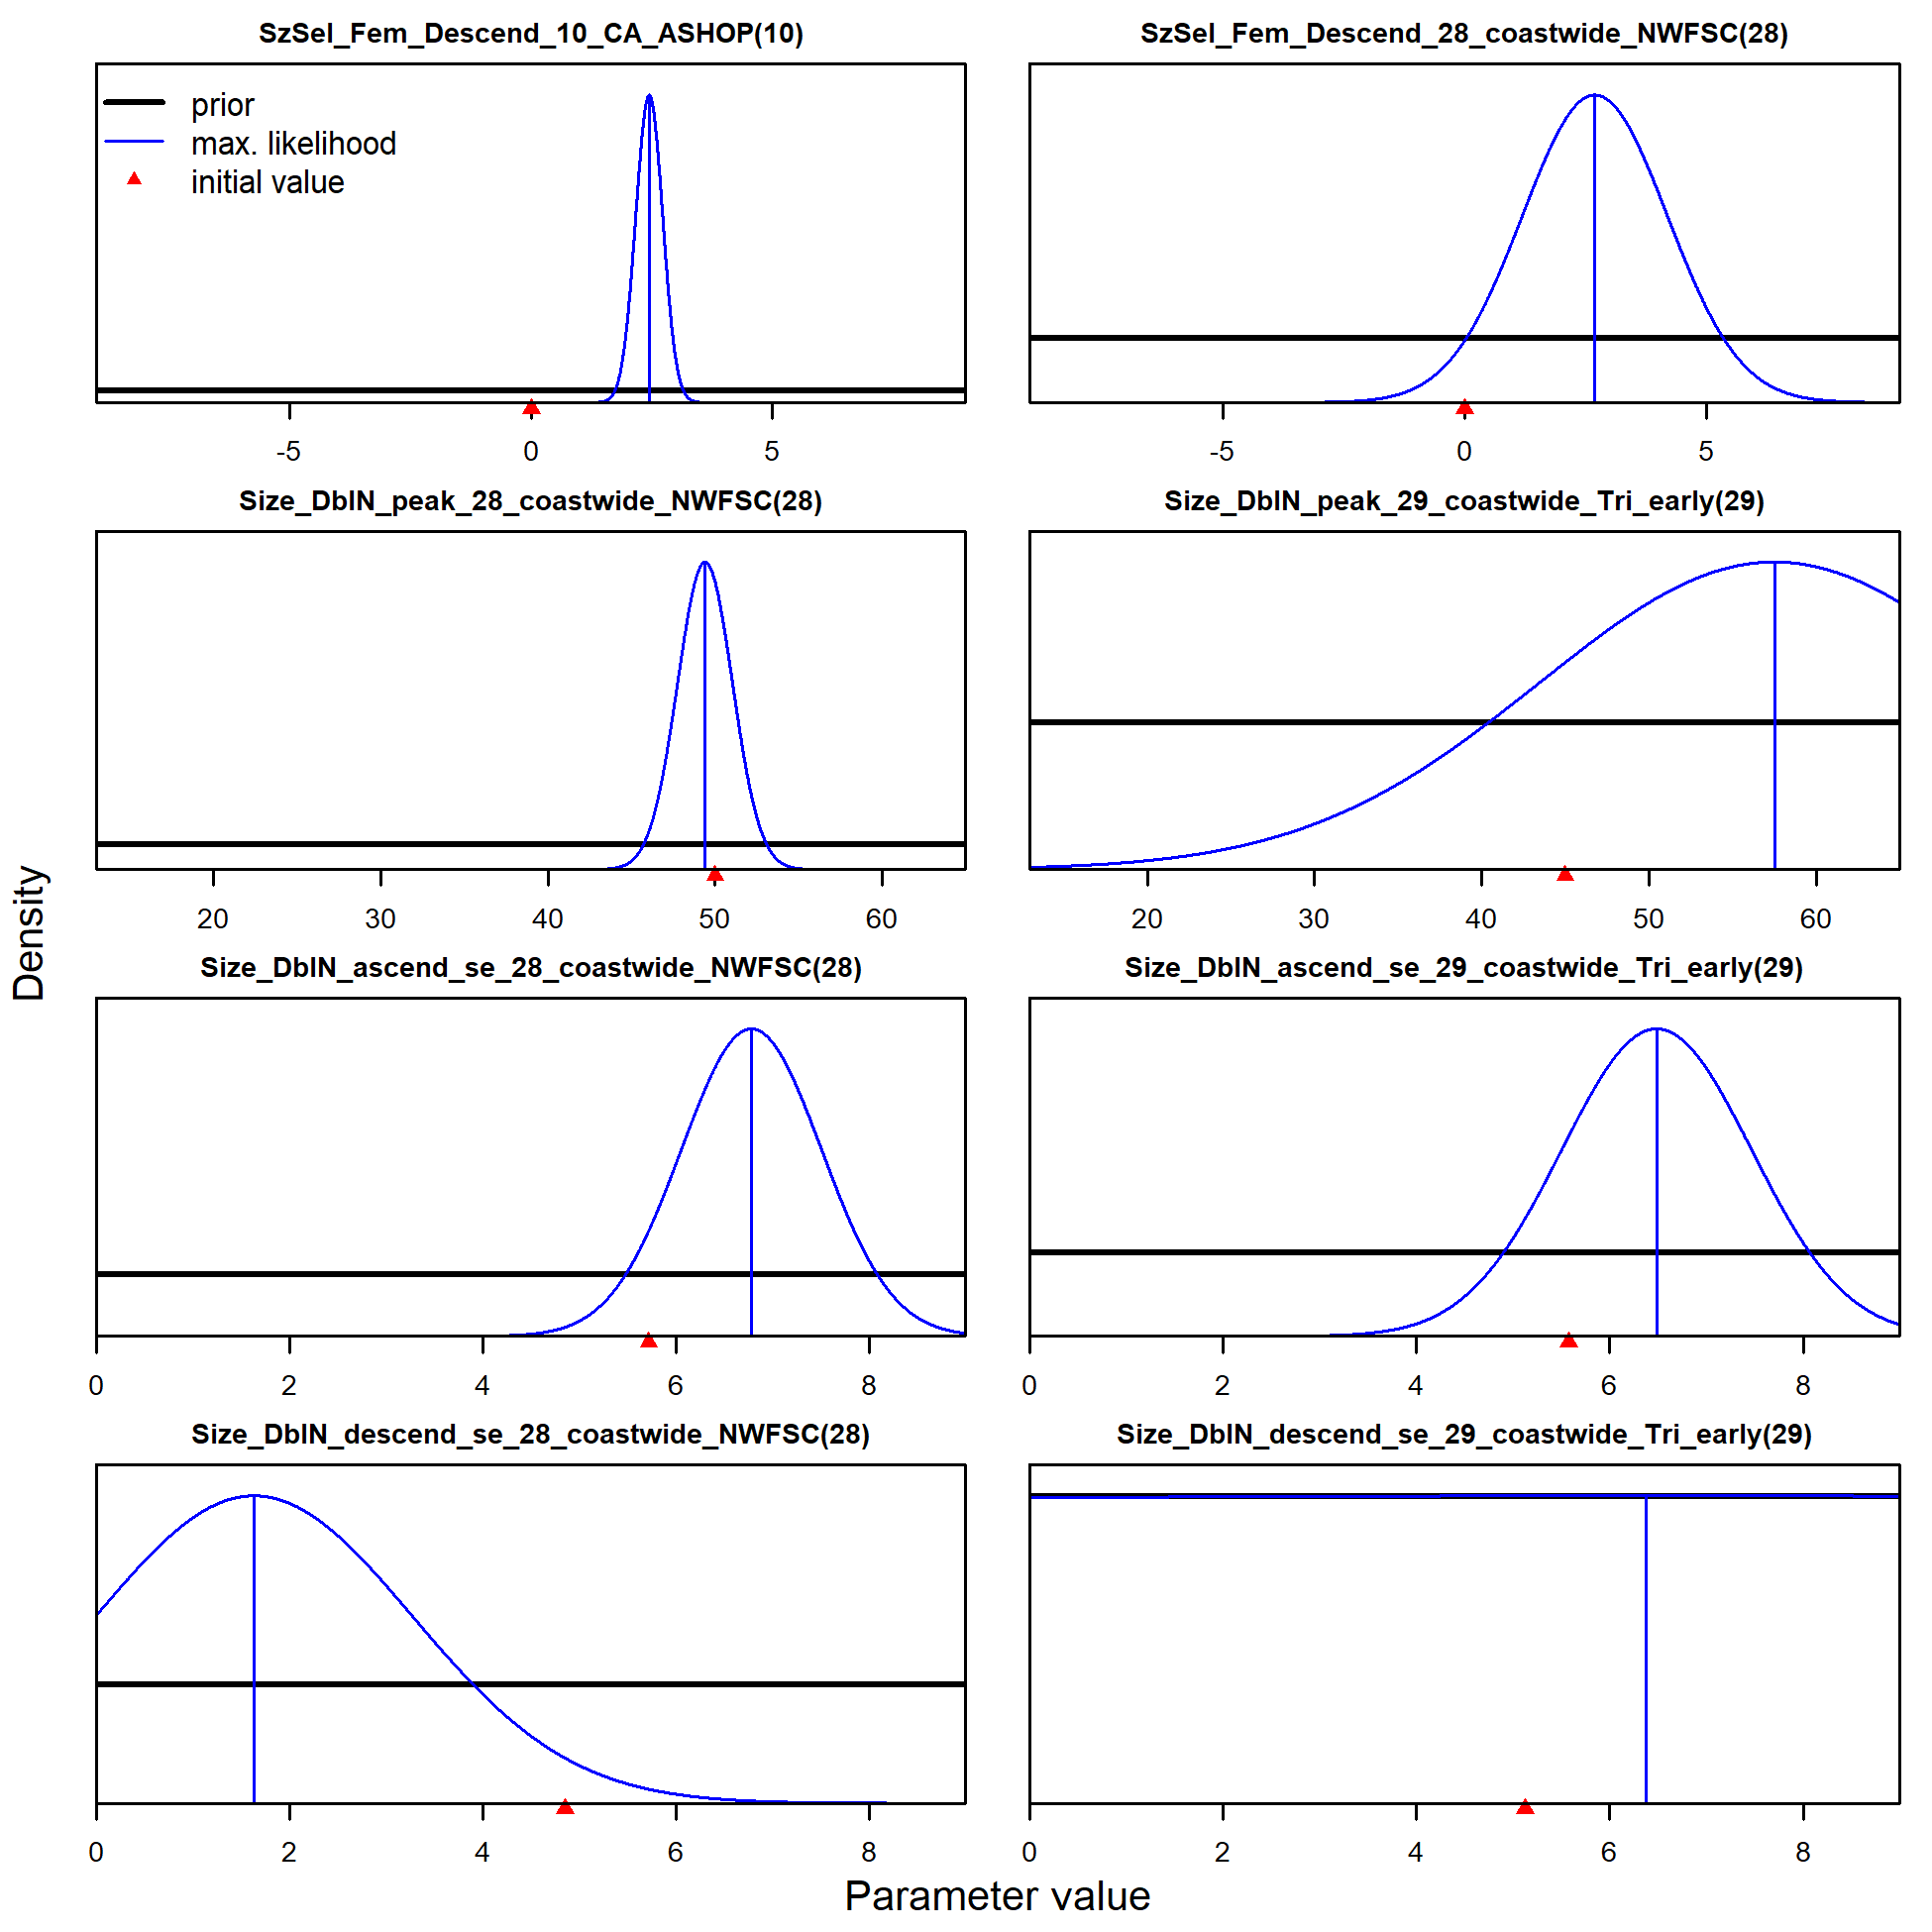 SzSel_Fem_Descend_10_CA_ASHOP(10)
prior
max. likelihood
initial value
-5 0 5
SzSel_Fem_Descend_28_coastwide_NWFSC(28)
-5 0 5
Size_DblN_peak_28_coastwide_NWFSC(28)
20 30 40 50 60
Size_DblN_peak_29_coastwide_Tri_early(29)
20 30 40 50 60
Size_DblN_ascend_se_28_coastwide_NWFSC(28)
0 2 4 6 8
Size_DblN_ascend_se_29_coastwide_Tri_early(29)
0 2 4 6 8
Size_DblN_descend_se_28_coastwide_NWFSC(28)
0 2 4 6 8
Size_DblN_descend_se_29_coastwide_Tri_early(29)
0 2 4 6 8
Density
Parameter value